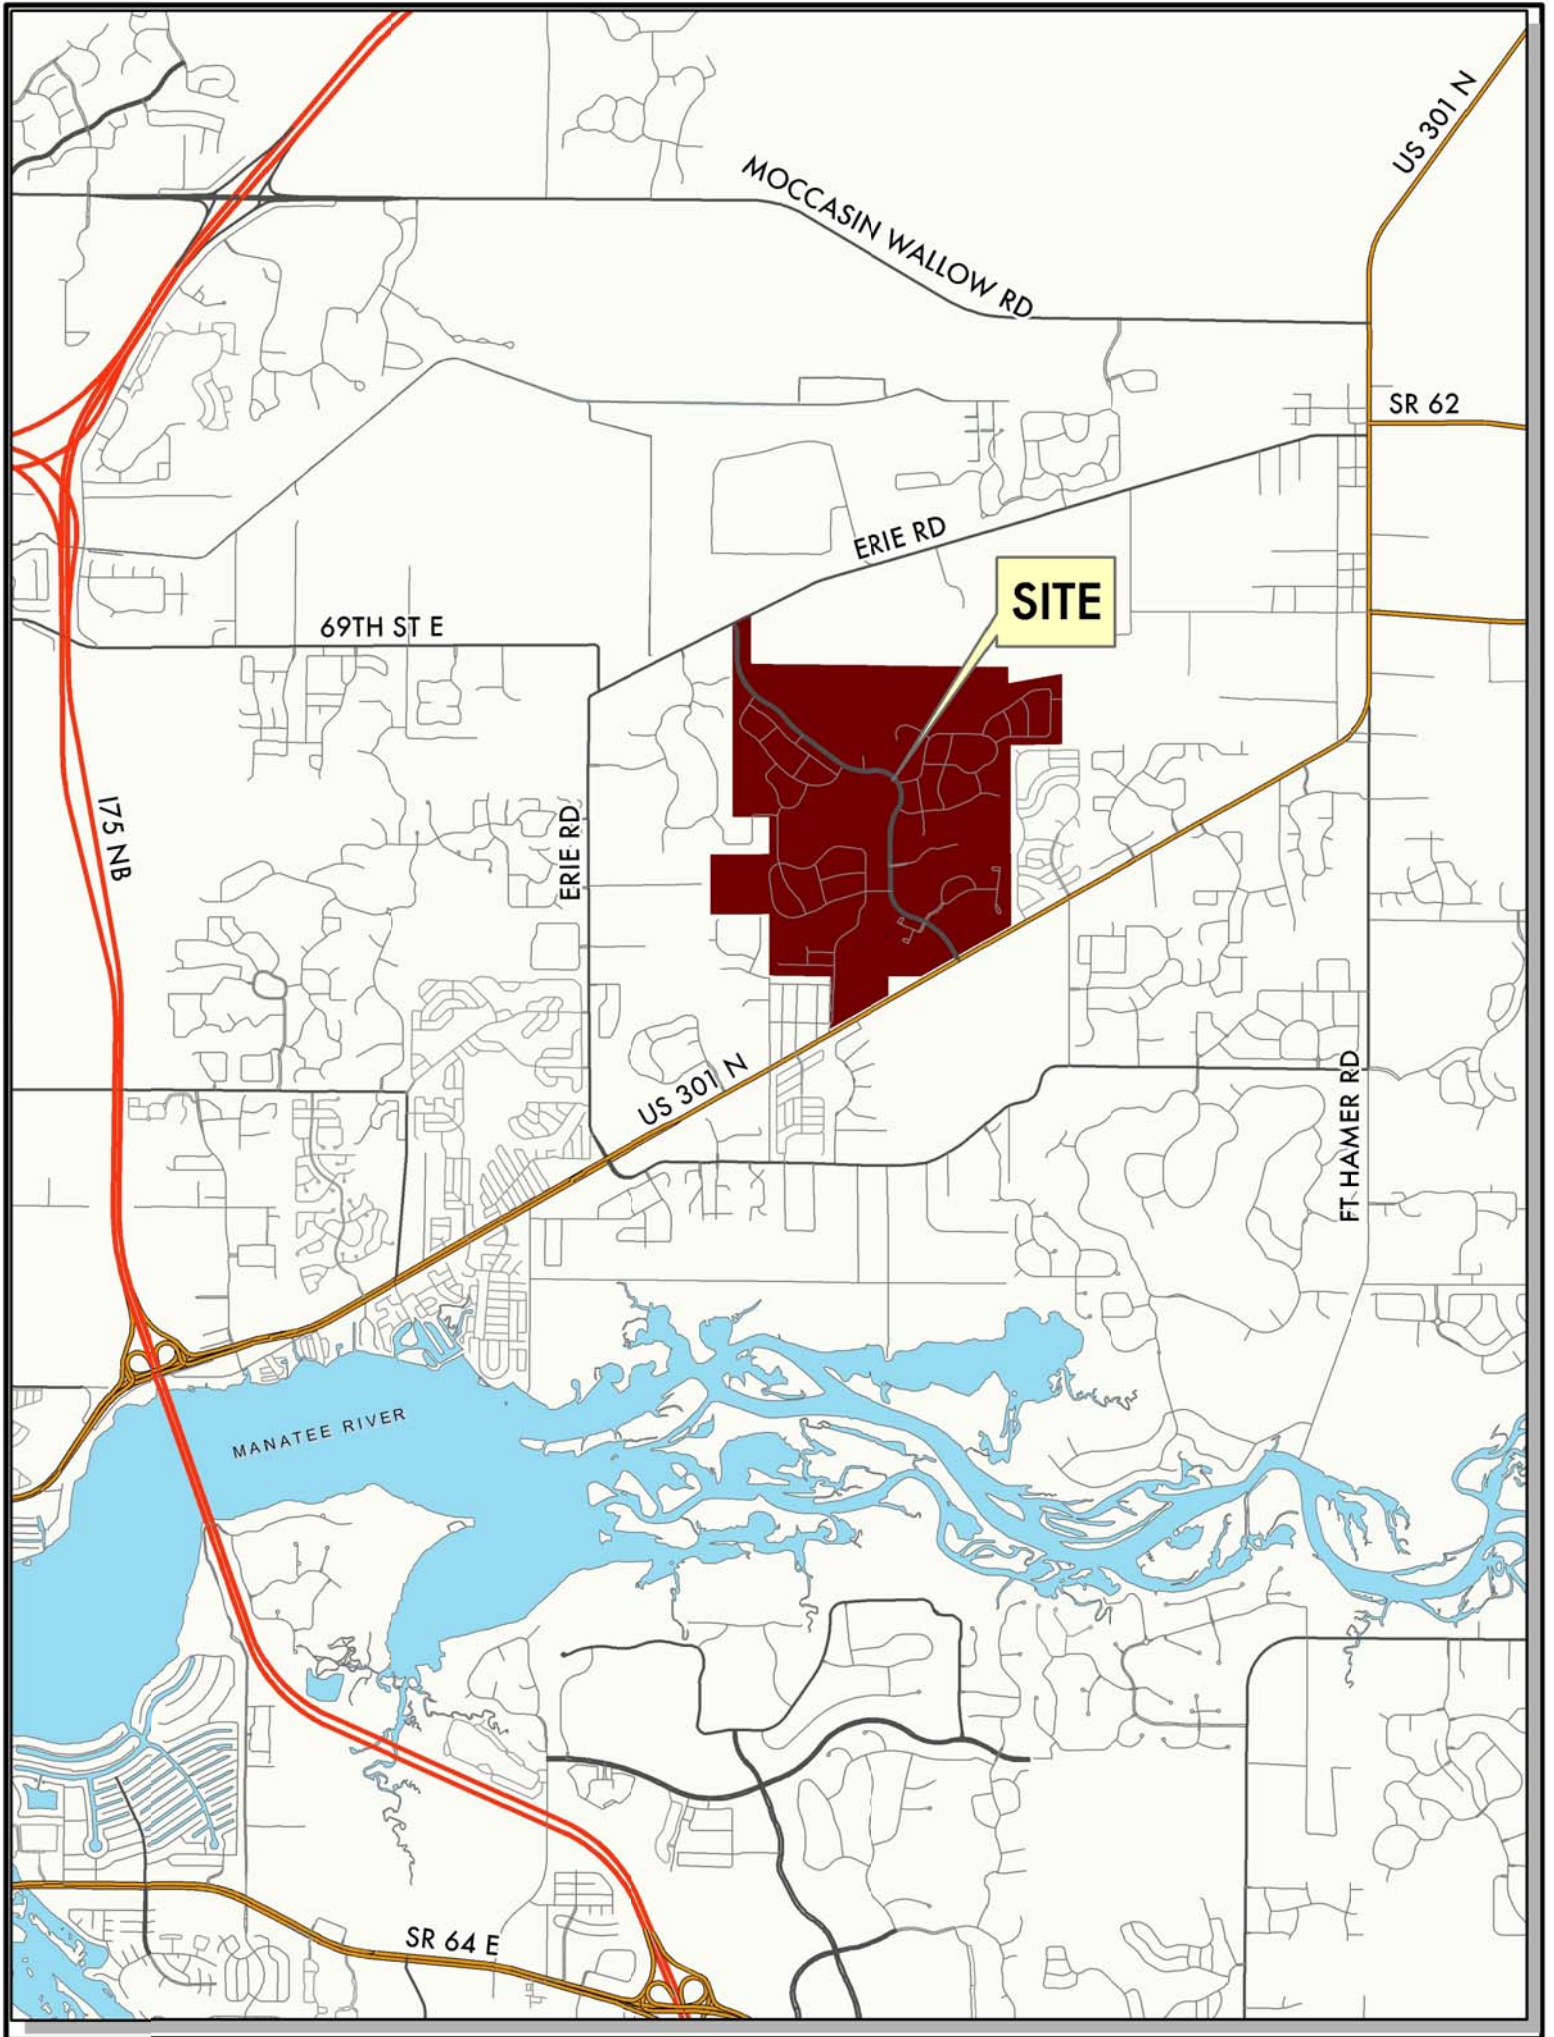 US 301 N
MOCCASIN WALLOW RD
SR 62
ERIE RD
SITE
69TH ST E
I75 NB
ERIE RD
US 301 N
FT HAMER RD
MANATEE RIVER
SR 64 E